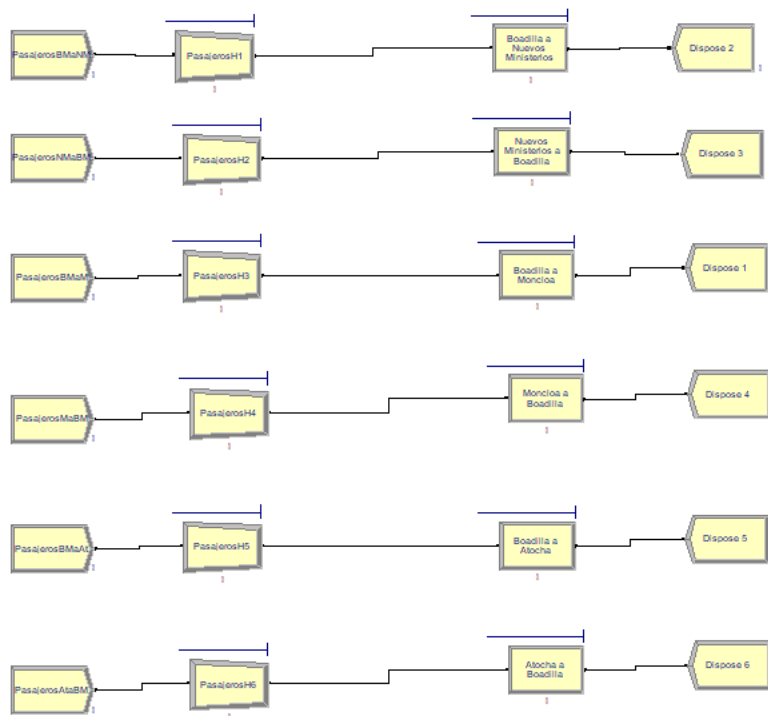 PasajerosBMaNM
PasajerosH1
Boadilla a
Nuevos
Ministerios
Dispose 2
PasajerosNMaBM
PasajerosH2
Nuevos
Ministerios a
Boadilla
Dispose 3
PasajerosBMaM
PasajerosH3
Boadilla a
Moncloa
Dispose 1
PasajerosMaBM
PasajerosH4
Moncloa a
Boadilla
Dispose 4
PasajerosBMaAt
PasajerosH5
Boadilla a
Atocha
Dispose 5
PasajerosAtaBM
PasajerosH6
Atocha a
Boadilla
Dispose 6